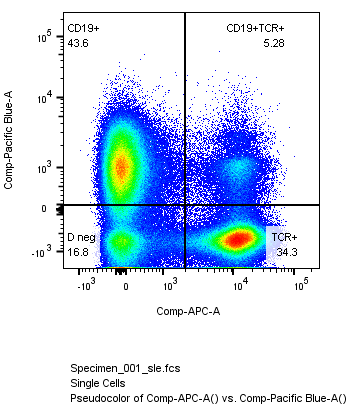 CD19+
43.6
CD19+TCR+
5.28
10^5
10^4
10^3
0
-10^3
Comp-Pacific Blue-A
D neg
16.8
TCR+
34.3
-10^3
0
10^3
10^4
10^5
Comp-APC-A
Specimen_001_sle.fcs
Single Cells
Pseudocolor of Comp-APC-A() vs. Comp-Pacific Blue-A()